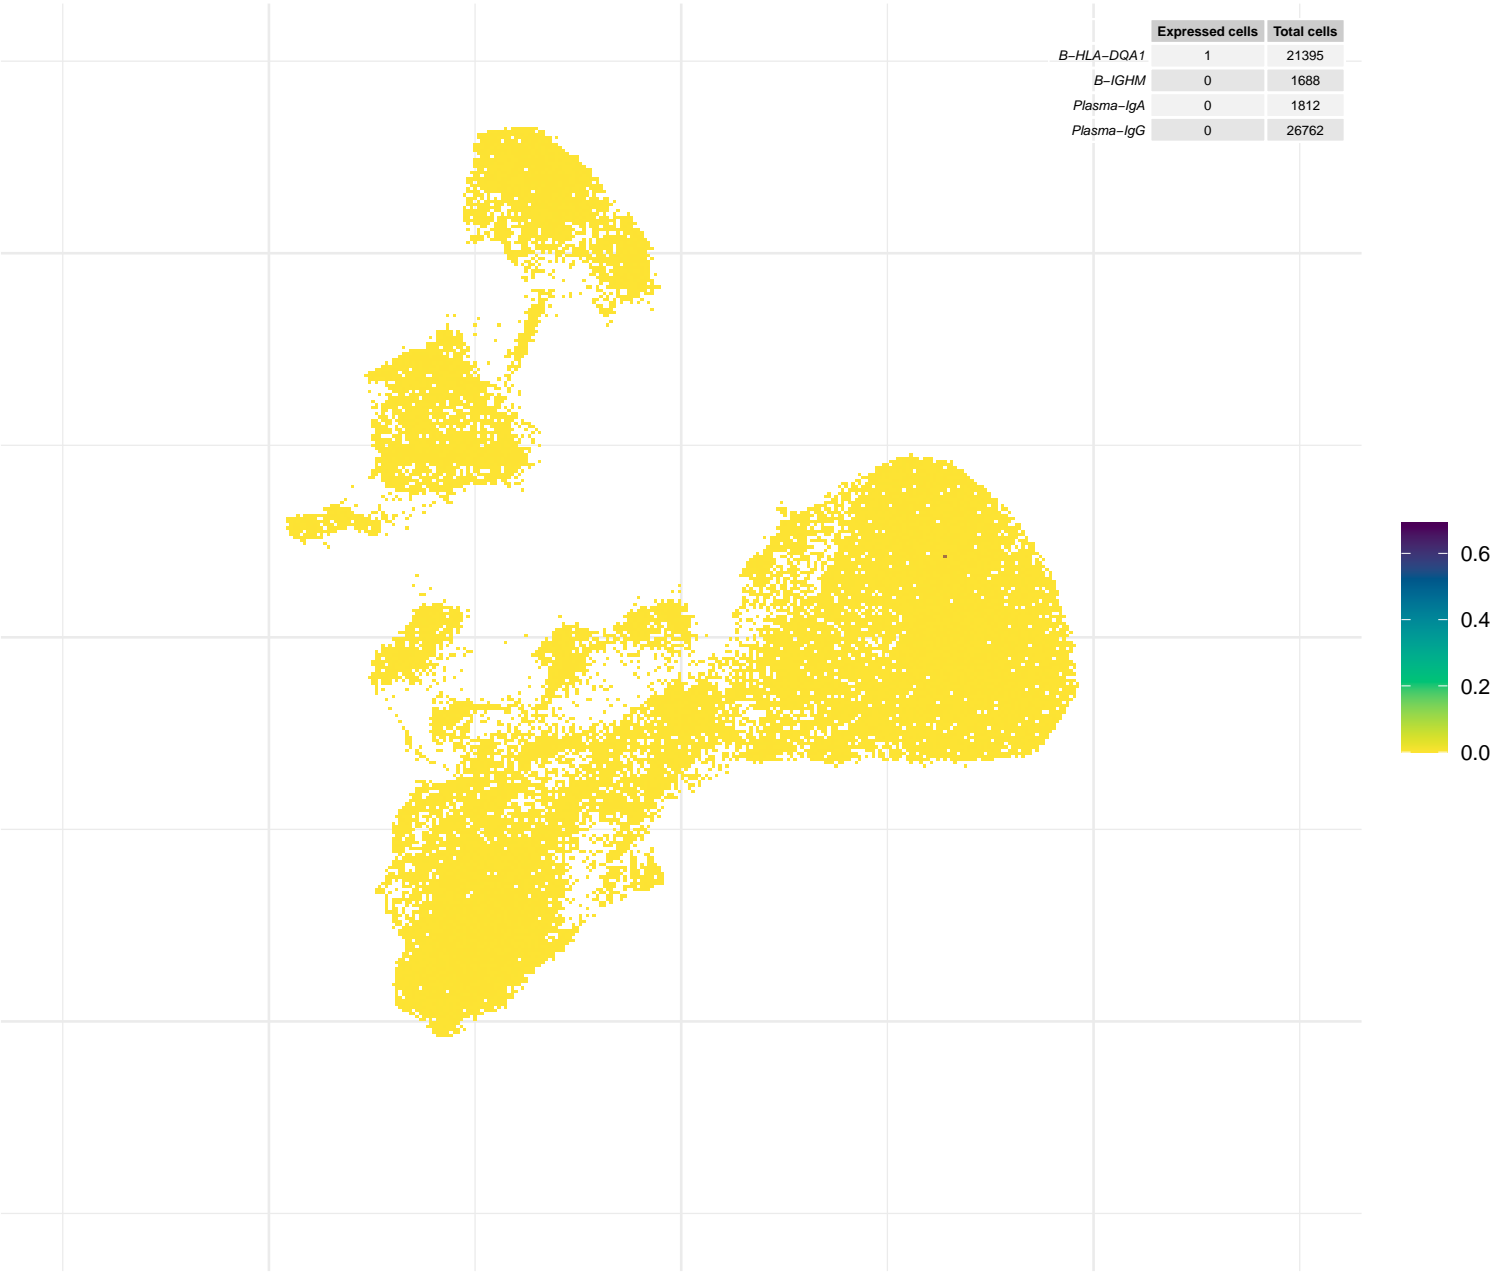 Expressed cells Total cells
B−HLA−DQA1 1 21395
B−IGHM 0 1688
Plasma−IgA 0 1812
Plasma−IgG 0 26762
0.6
0.4
0.2
0.0